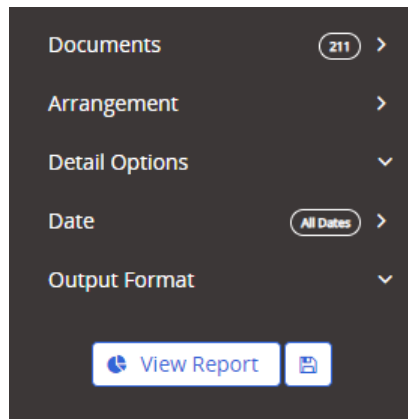 Documents 211
Arrangement
Detail Options
Date All Dates
Output Format
View Report